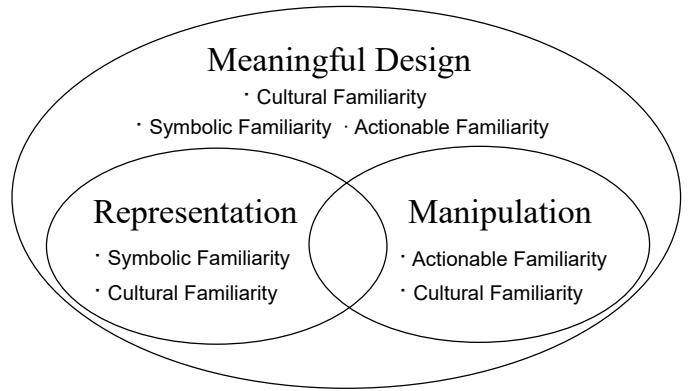 Meaningful Design
· Cultural Familiarity
· Symbolic Familiarity · Actionable Familiarity
Representation
· Symbolic Familiarity
· Cultural Familiarity
Manipulation
· Actionable Familiarity
· Cultural Familiarity